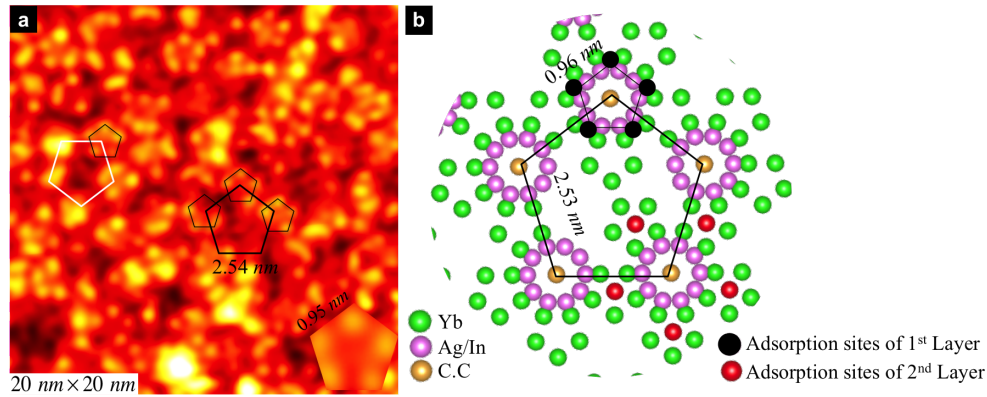 a
2.54 nm
0.95 nm
20 nm × 20 nm
b
0.96 nm
2.53 nm
Yb
Ag/In
C.C
Adsorption sites of 1st Layer
Adsorption sites of 2nd Layer